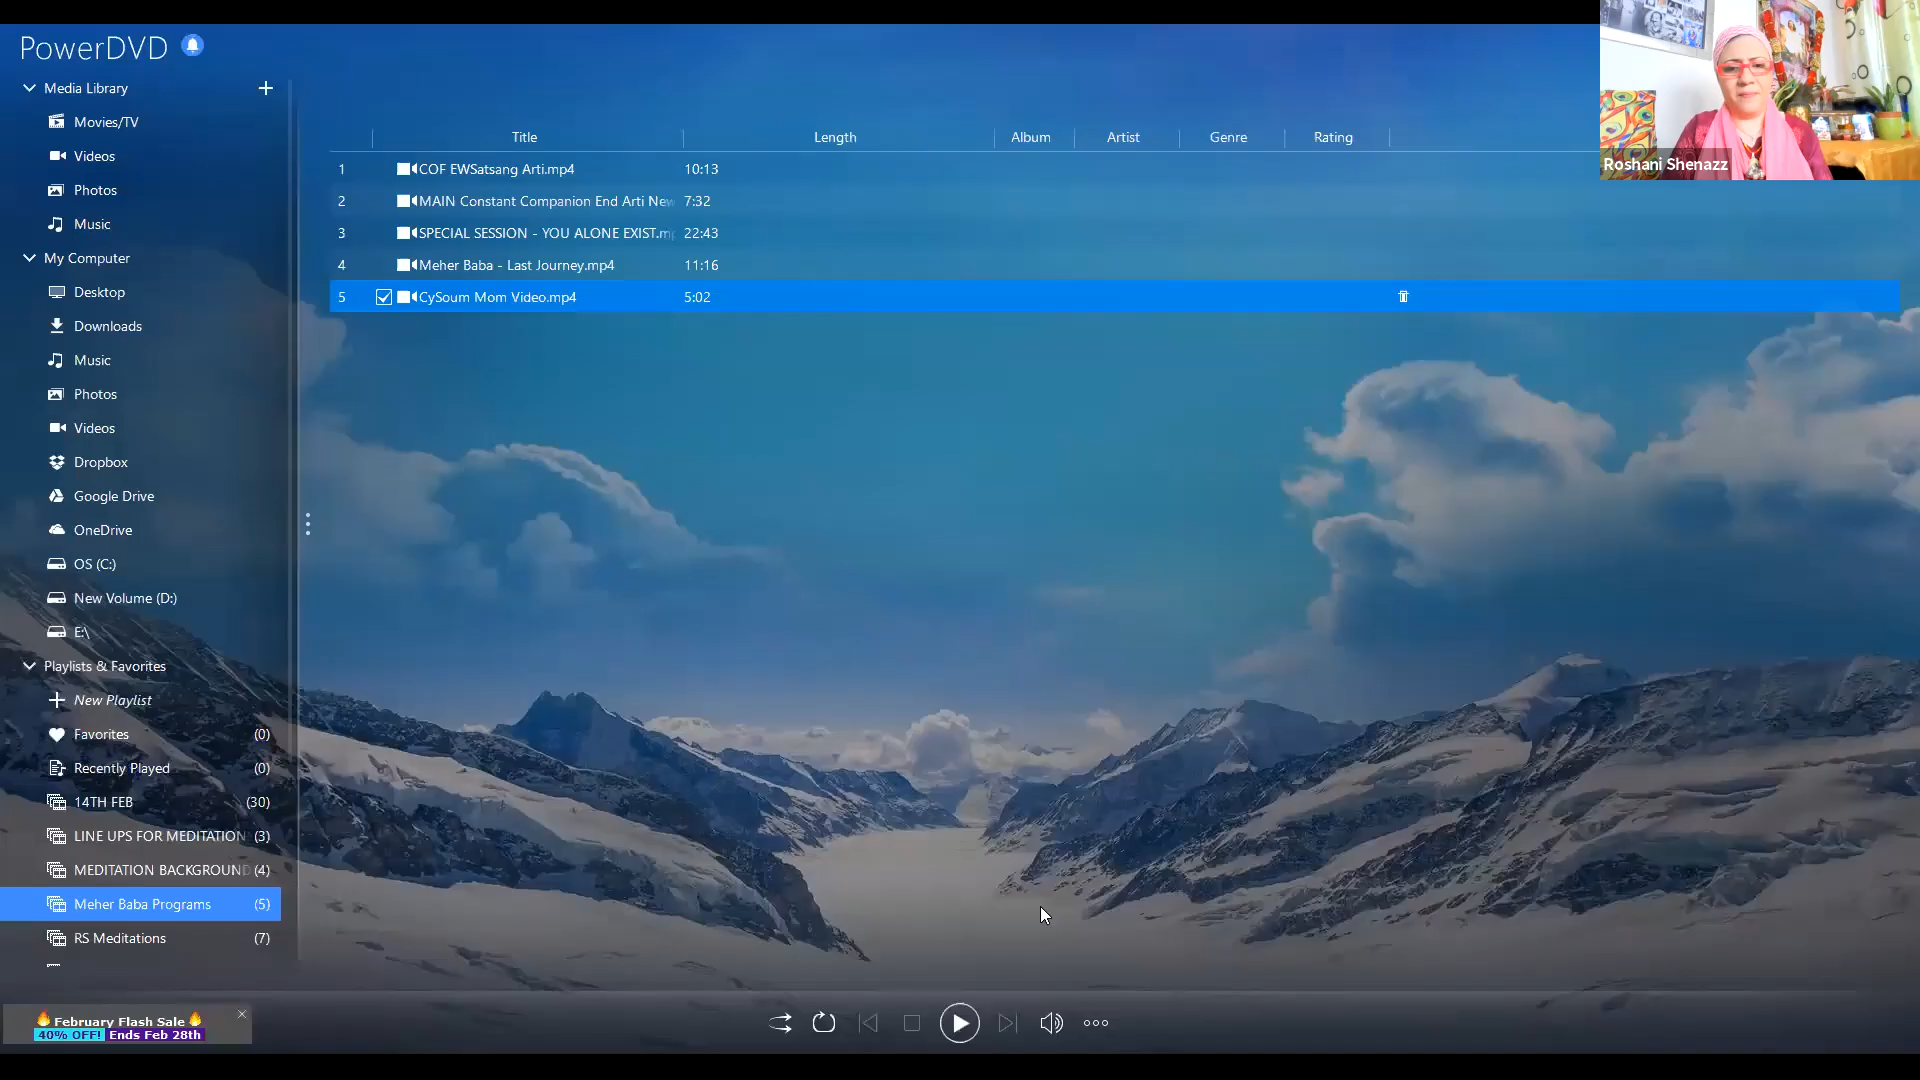 PowerDVD
Media Library
Movies/TV
Videos
Photos
Music
My Computer
Desktop
Downloads
Music
Photos
Videos
Dropbox
Google Drive
OneDrive
OS (C:)
New Volume (D:)
E:\
Playlists & Favorites
New Playlist
Favorites (0)
Recently Played (0)
14TH FEB (30)
LINE UPS FOR MEDITATION (3)
MEDITATION BACKGROUND (4)
Meher Baba Programs (5)
RS Meditations (7)
Title Length Album Artist Genre Rating
1 COF EWSatsang Arti.mp4 10:13
2 MAIN Constant Companion End Arti New 7:32
3 SPECIAL SESSION - YOU ALONE EXIST.m 22:43
4 Meher Baba - Last Journey.mp4 11:16
5 CySoum Mom Video.mp4 5:02
Roshani Shenazz
February Flash Sale
40% OFF! Ends Feb 28th